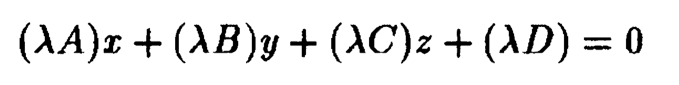 (λA)x + (λB)y + (λC)z + (λD) = 0